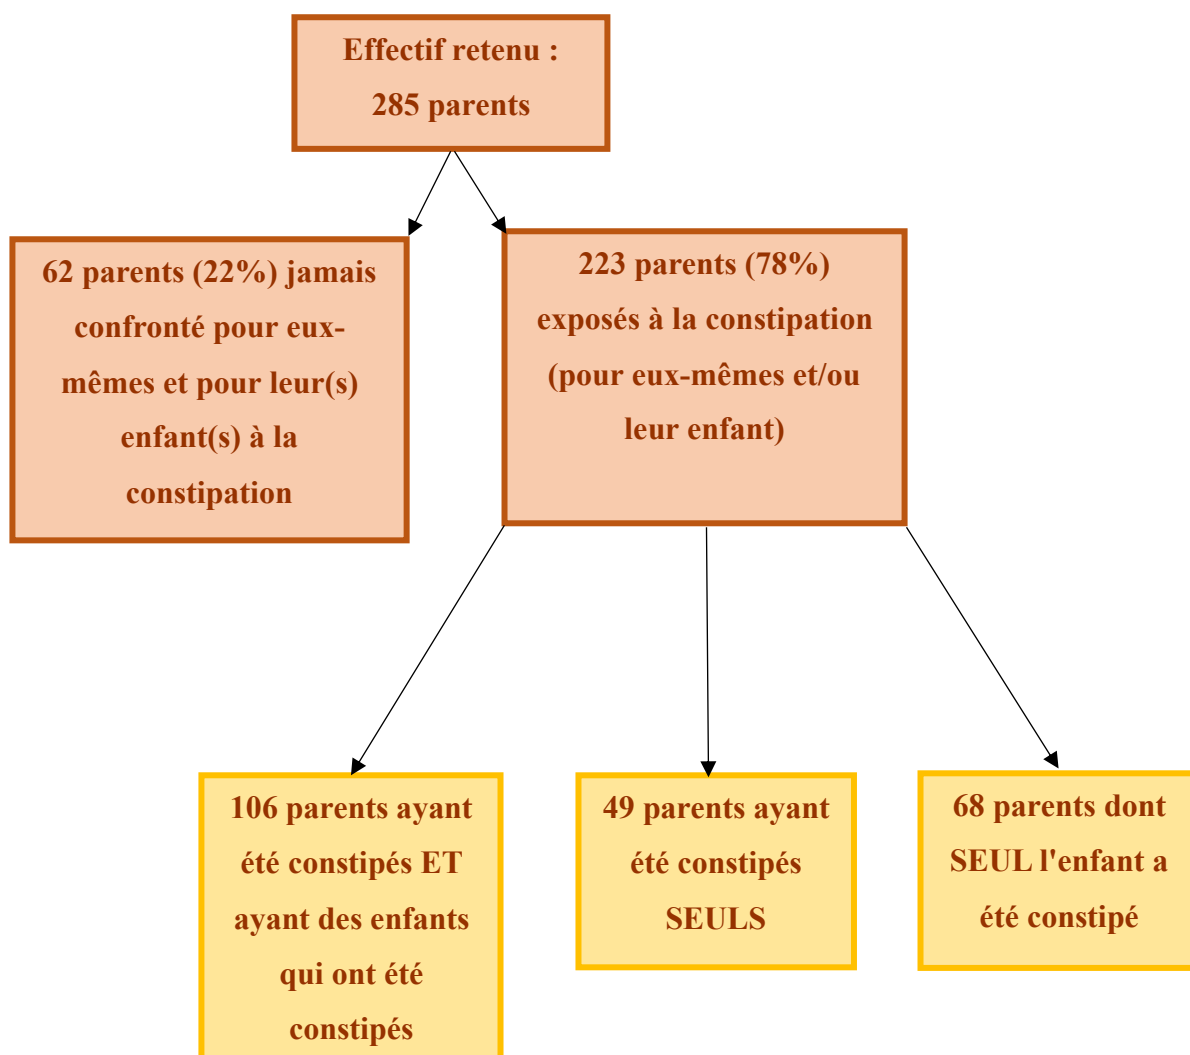 Effectif retenu :
285 parents
62 parents (22%) jamais
confronté pour eux-
mêmes et pour leur(s)
enfant(s) à la
constipation
223 parents (78%)
exposés à la constipation
(pour eux-mêmes et/ou
leur enfant)
106 parents ayant
été constipés ET
ayant des enfants
qui ont été
constipés
49 parents ayant
été constipés
SEULS
68 parents dont
SEUL l'enfant a
été constipé